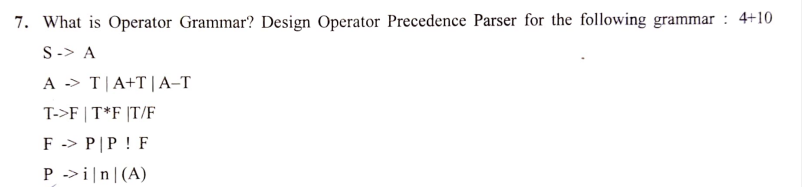 7. What is Operator Grammar? Design Operator Precedence Parser for the following grammar : 4+10
S -> A
A -> T | A+T | A–T
T->F | T*F |T/F
F -> P|P ! F
P -> i|n|(A)